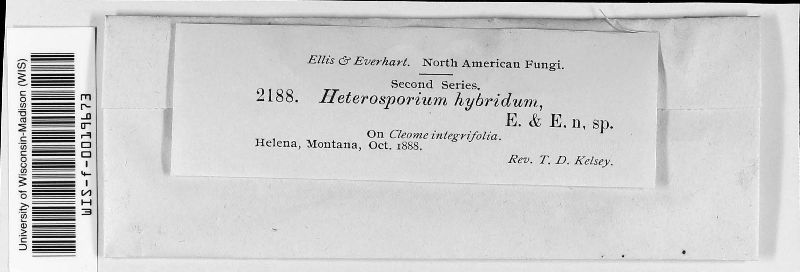 University of Wisconsin-Madison (WIS)
WIS-f-0079673
Ellis & Everhart. North American Fungi.
Second Series.
2188. Heterosporium hybridum,
E. & E. n, sp.
On Cleome integrifolia.
Helena, Montana, Oct. 1888.
Rev. T. D. Kelsey.